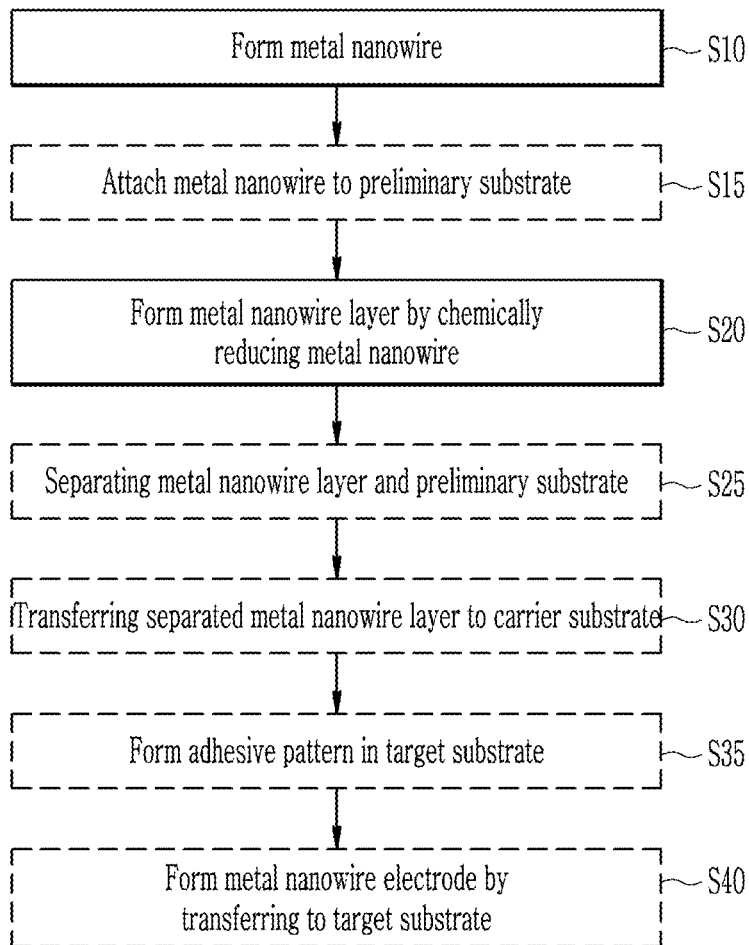 Form metal nanowire
S10
Attach metal nanowire to preliminary substrate
S15
Form metal nanowire layer by chemically
reducing metal nanowire
S20
Separating metal nanowire layer and preliminary substrate
S25
Transferring separated metal nanowire layer to carrier substrate
S30
Form adhesive pattern in target substrate
S35
Form metal nanowire electrode by
transferring to target substrate
S40